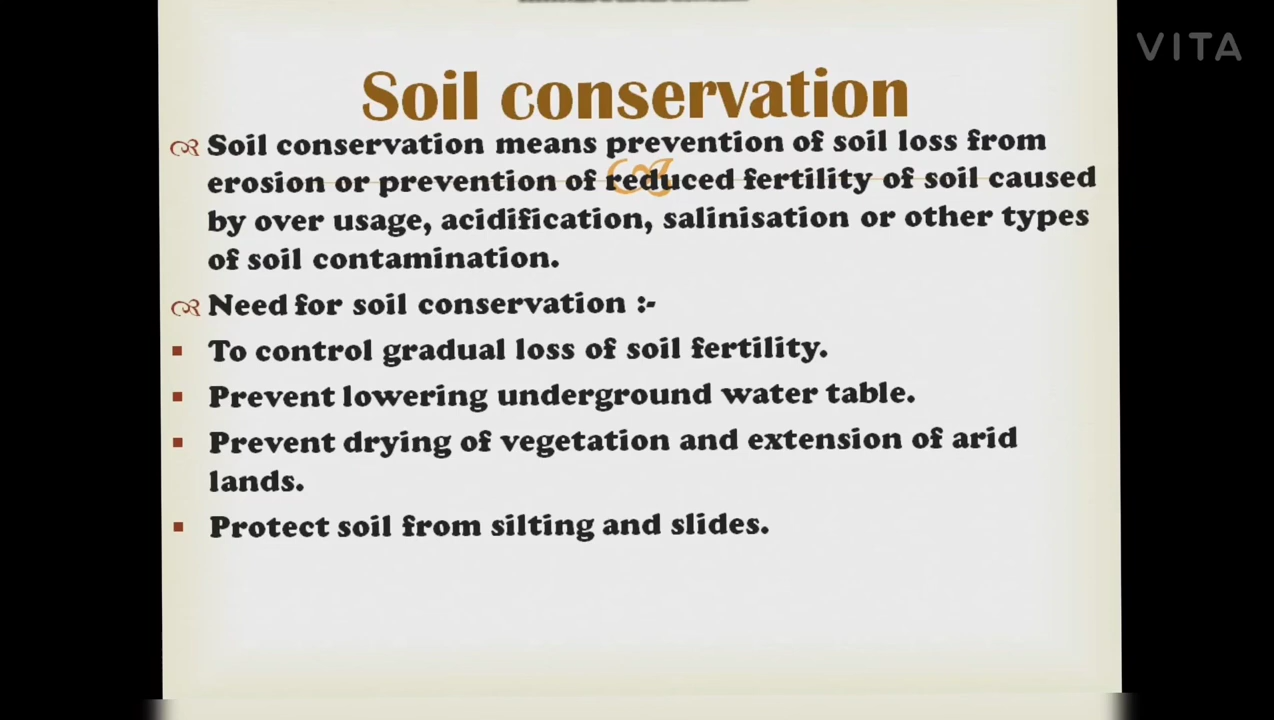 VITA
Soil conservation
Soil conservation means prevention of soil loss from
erosion or prevention of reduced fertility of soil caused
by over usage, acidification, salinisation or other types
of soil contamination.
Need for soil conservation :-
To control gradual loss of soil fertility.
Prevent lowering underground water table.
Prevent drying of vegetation and extension of arid
lands.
Protect soil from silting and slides.